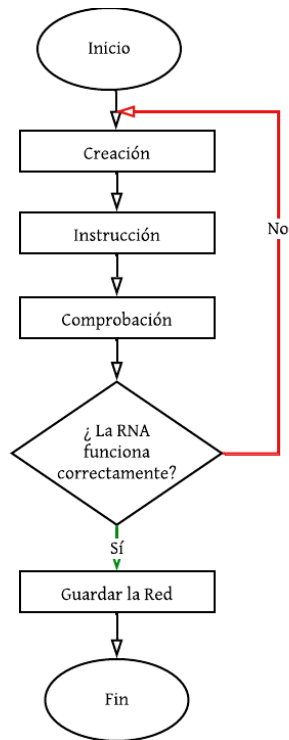 Inicio
Creación
No
Instrucción
Comprobación
¿ La RNA
funciona
correctamente?
Sí
Guardar la Red
Fin